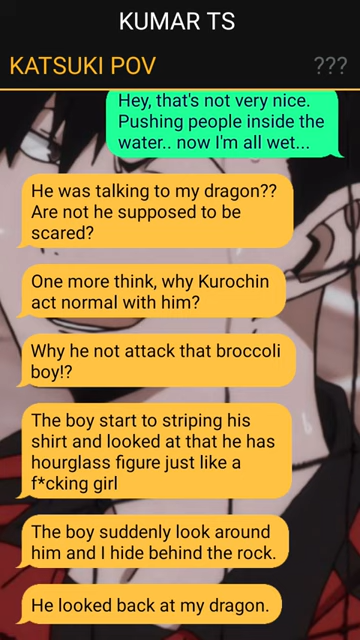 KUMAR TS
KATSUKI POV
???
Hey, that's not very nice.
Pushing people inside the
water.. now I'm all wet...
He was talking to my dragon??
Are not he supposed to be
scared?
One more think, why Kurochin
act normal with him?
Why he not attack that broccoli
boy!?
The boy start to striping his
shirt and looked at that he has
hourglass figure just like a
f*cking girl
The boy suddenly look around
him and I hide behind the rock.
He looked back at my dragon.